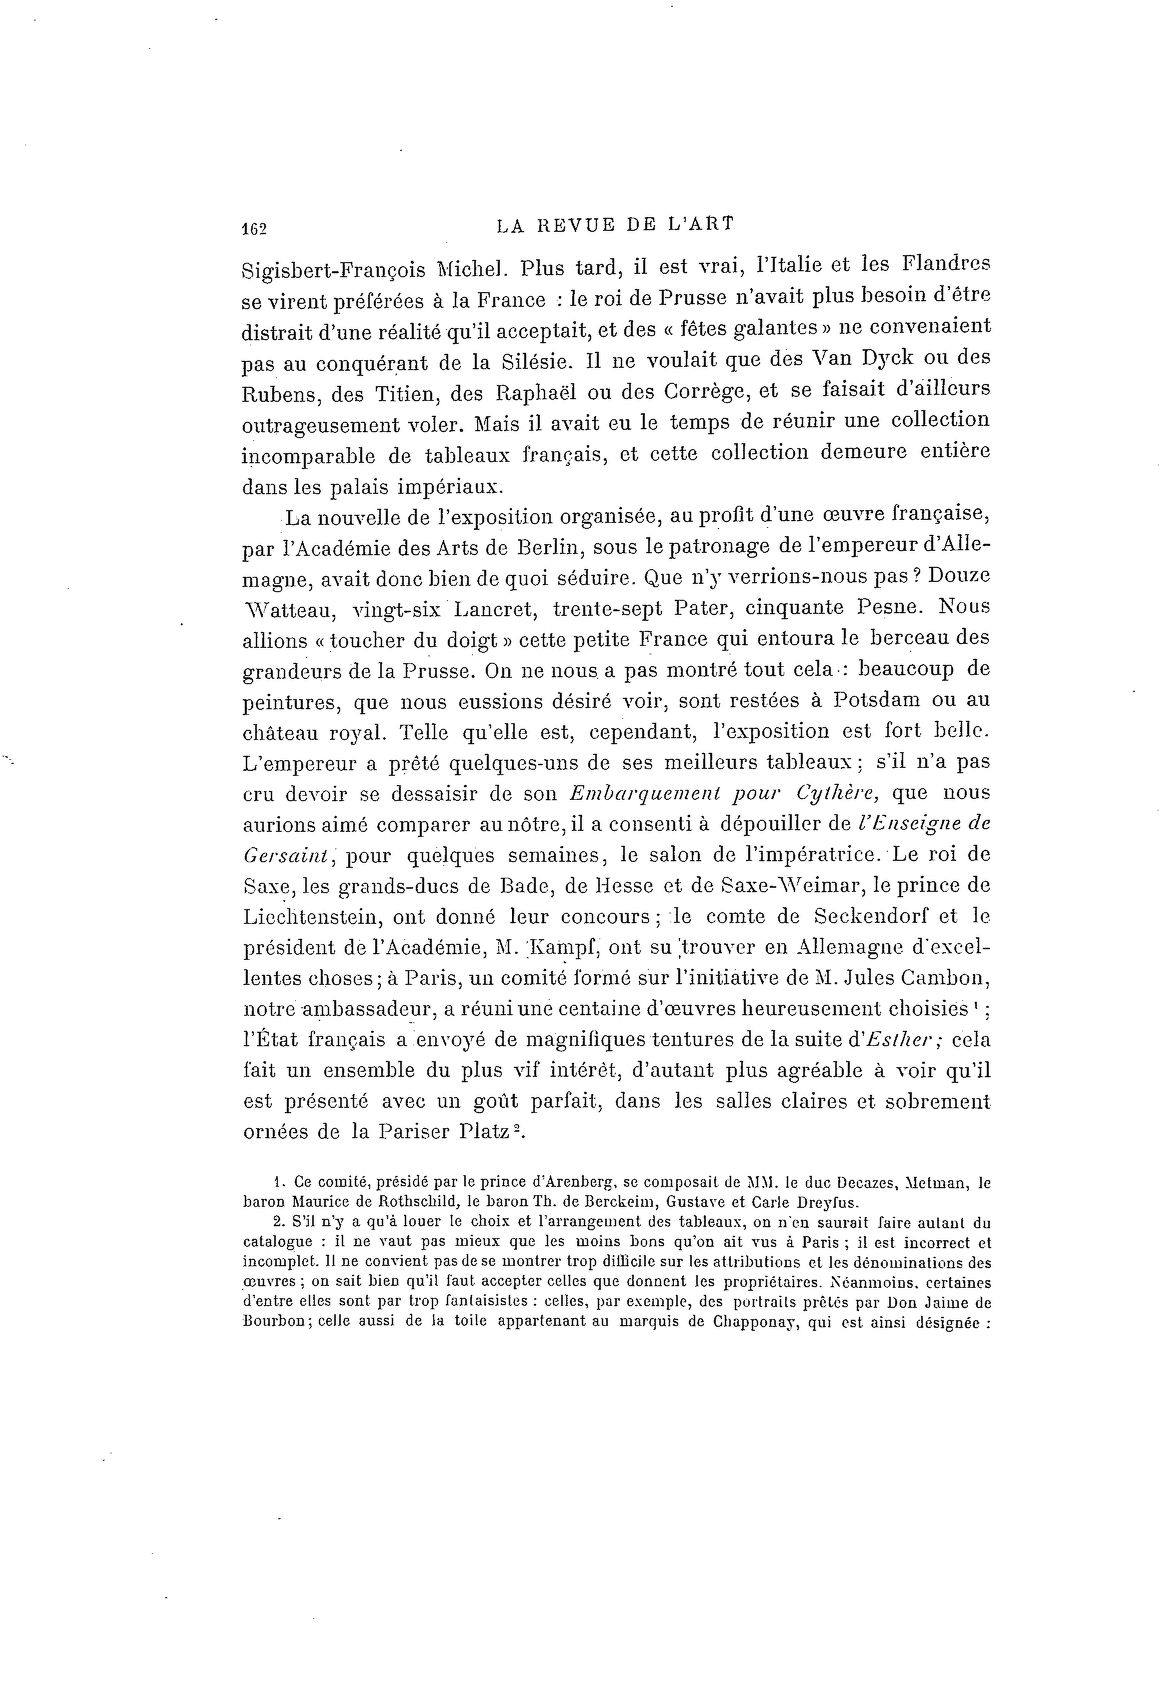 162 LA REVUE DE L'ART
Sigisbert-François Michel. Plus tard, il est vrai, l'Italie et les Flandres
se virent préférées à la France : le roi de Prusse n'avait plus besoin d'être
distrait d'une réalité qu'il acceptait, et des « fêtes galantes » ne convenaient
pas au conquérant de la Silésie. Il ne voulait que des Van Dyck ou des
Rubens, des Titien, des Raphaël ou des Corrège, et se faisait d'ailleurs
outrageusement voler. Mais il avait eu le temps de réunir une collection
incomparable de tableaux français, et cette collection demeure entière
dans les palais impériaux.
La nouvelle de l'exposition organisée, au profit d'une œuvre française,
par l'Académie des Arts de Berlin, sous le patronage de l'empereur d'Alle-
magne, avait donc bien de quoi séduire. Que n'y verrions-nous pas ? Douze
Watteau, vingt-six Lancret, trente-sept Pater, cinquante Pesne. Nous
allions « toucher du doigt » cette petite France qui entoura le berceau des
grandeurs de la Prusse. On ne nous a pas montré tout cela : beaucoup de
peintures, que nous eussions désiré voir, sont restées à Potsdam ou au
château royal. Telle qu'elle est, cependant, l'exposition est fort belle.
L'empereur a prêté quelques-uns de ses meilleurs tableaux ; s'il n'a pas
cru devoir se dessaisir de son Embarquement pour Cythère, que nous
aurions aimé comparer au nôtre, il a consenti à dépouiller de l'Enseigne de
Gersaint, pour quelques semaines, le salon de l'impératrice. Le roi de
Saxe, les grands-ducs de Bade, de Hesse et de Saxe-Weimar, le prince de
Liechtenstein, ont donné leur concours ; le comte de Seckendorf et le
président de l'Académie, M. Kampf, ont su trouver en Allemagne d'excel-
lentes choses ; à Paris, un comité formé sur l'initiative de M. Jules Cambon,
notre ambassadeur, a réuni une centaine d'œuvres heureusement choisies ¹ ;
l'État français a envoyé de magnifiques tentures de la suite d'Esther ; cela
fait un ensemble du plus vif intérêt, d'autant plus agréable à voir qu'il
est présenté avec un goût parfait, dans les salles claires et sobrement
ornées de la Pariser Platz ².
1. Ce comité, présidé par le prince d'Arenberg, se composait de MM. le duc Decazes, Metman, le
baron Maurice de Rothschild, le baron Th. de Berckeim, Gustave et Carle Dreyfus.
2. S'il n'y a qu'à louer le choix et l'arrangement des tableaux, on n'en saurait faire autant du
catalogue : il ne vaut pas mieux que les moins bons qu'on ait vus à Paris ; il est incorrect et
incomplet. Il ne convient pas de se montrer trop difficile sur les attributions et les dénominations des
œuvres ; on sait bien qu'il faut accepter celles que donnent les propriétaires. Néanmoins, certaines
d'entre elles sont par trop fantaisistes : celles, par exemple, des portraits prêtés par Don Jaime de
Bourbon ; celle aussi de la toile appartenant au marquis de Chapponay, qui est ainsi désignée :